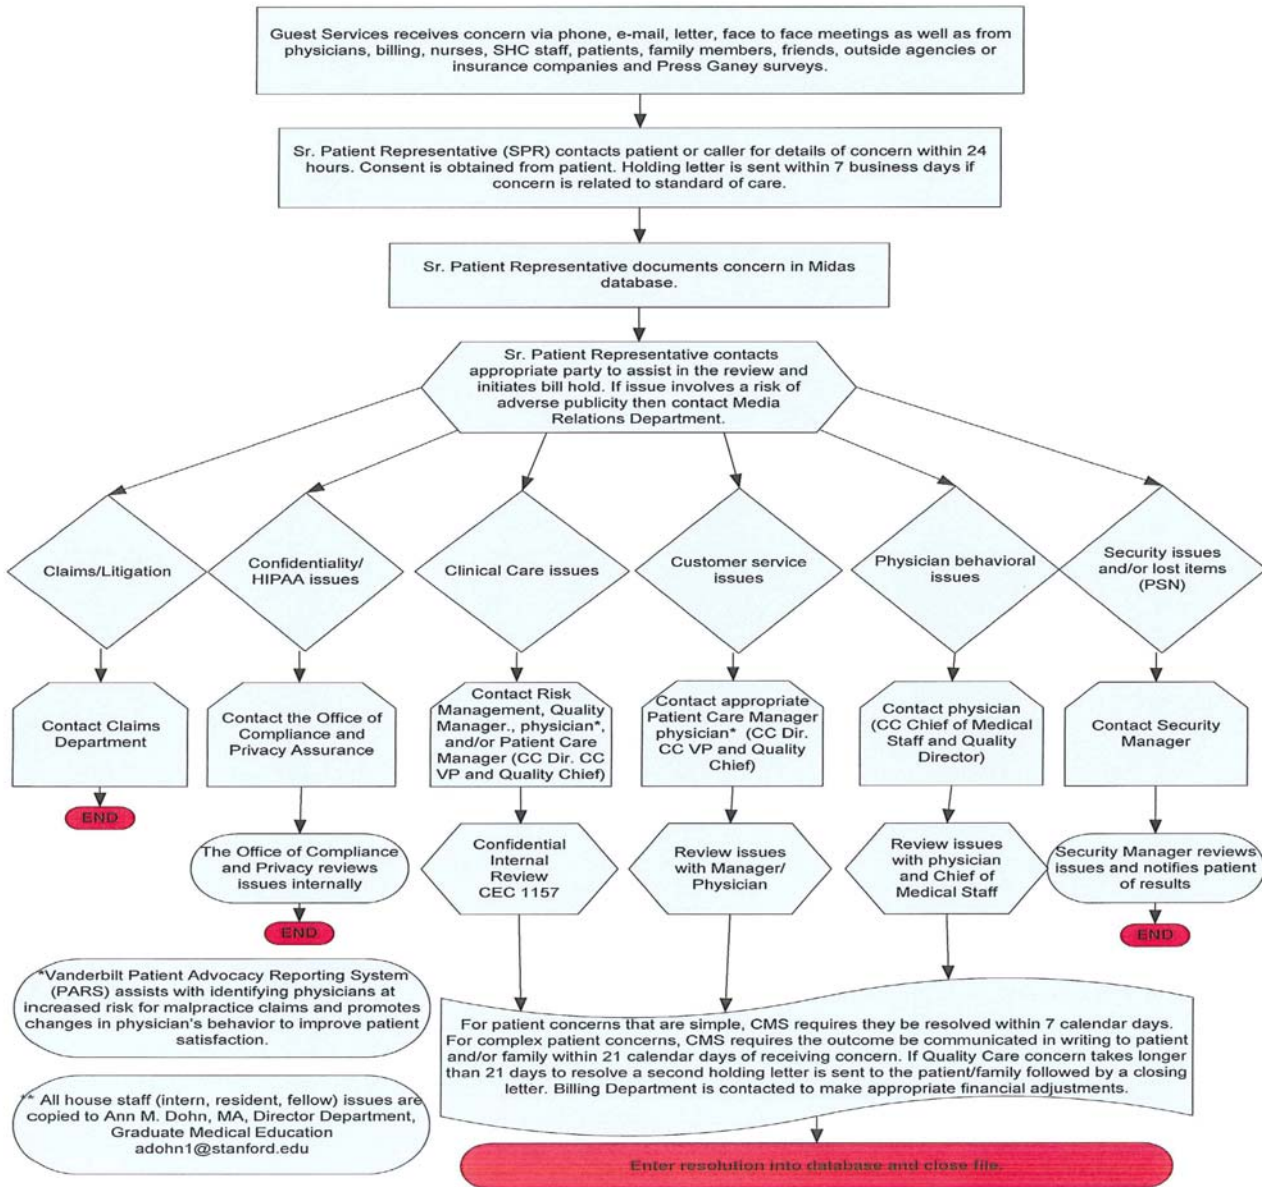 Guest Services receives concern via phone, e-mail, letter, face to face meetings as well as from
physicians, billing, nurses, SHC staff, patients, family members, friends, outside agencies or
insurance companies and Press Ganey surveys.
Sr. Patient Representative (SPR) contacts patient or caller for details of concern within 24
hours. Consent is obtained from patient. Holding letter is sent within 7 business days if
concern is related to standard of care.
Sr. Patient Representative documents concern in Midas
database.
Sr. Patient Representative contacts
appropriate party to assist in the review and
initiates bill hold. If issue involves a risk of
adverse publicity then contact Media
Relations Department.
Claims/Litigation
Confidentiality/
HIPAA issues
Clinical Care issues
Customer service
issues
Physician behavioral
issues
Security issues
and/or lost items
(PSN)
Contact Claims
Department
Contact the Office of
Compliance and
Privacy Assurance
Contact Risk
Management, Quality
Manager., physician*,
and/or Patient Care
Manager (CC Dir. CC
VP and Quality Chief)
Contact appropriate
Patient Care Manager
physician* (CC Dir.
CC VP and Quality
Chief)
Contact physician
(CC Chief of Medical
Staff and Quality
Director)
Contact Security
Manager
END
The Office of Compliance
and Privacy reviews
issues internally
Confidential
Internal
Review
CEC 1157
Review issues
with Manager/
Physician
Review issues
with physician
and Chief of
Medical Staff
Security Manager reviews
issues and notifies patient
of results
END
END
*Vanderbilt Patient Advocacy Reporting System
(PARS) assists with identifying physicians at
increased risk for malpractice claims and promotes
changes in physician's behavior to improve patient
satisfaction.
For patient concerns that are simple, CMS requires they be resolved within 7 calendar days.
For complex patient concerns, CMS requires the outcome be communicated in writing to patient
and/or family within 21 calendar days of receiving concern. If Quality Care concern takes longer
than 21 days to resolve a second holding letter is sent to the patient/family followed by a closing
letter. Billing Department is contacted to make appropriate financial adjustments.
** All house staff (intern, resident, fellow) issues are
copied to Ann M. Dohn, MA, Director Department,
Graduate Medical Education
adohn1@stanford.edu
Enter resolution into database and close file.